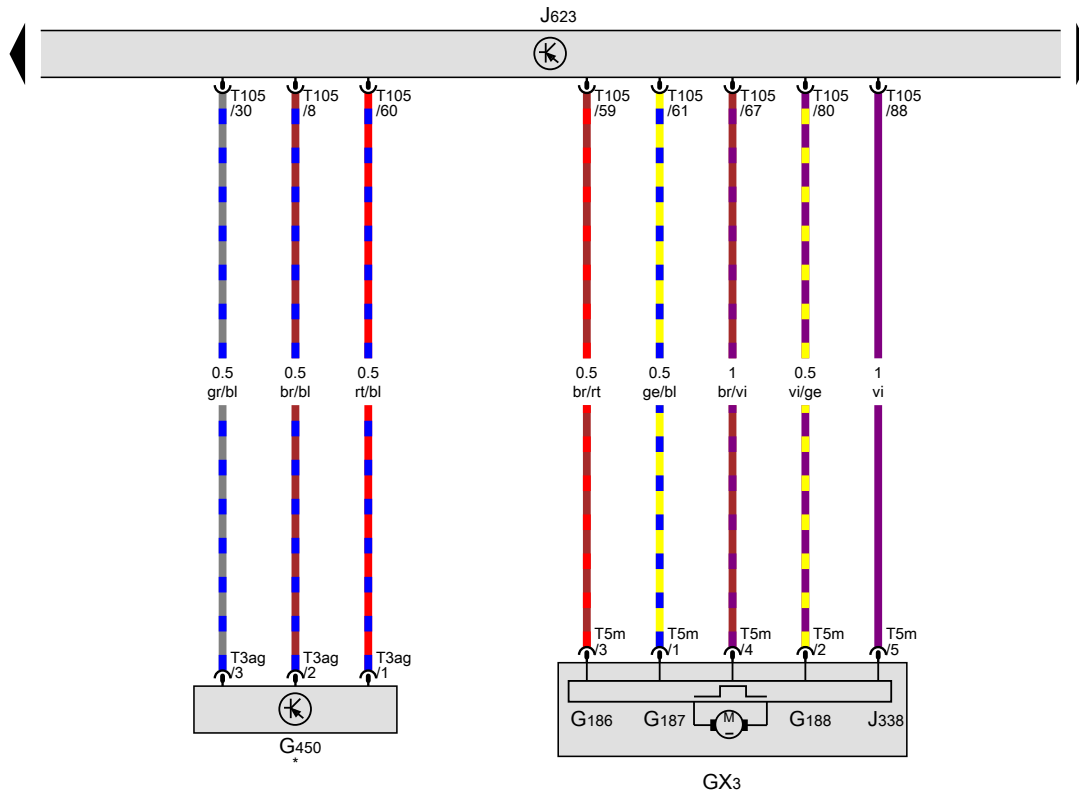 J623
T105 T105 T105 T105 T105 T105 T105 T105
/30 /8 /60 /59 /61 /67 /80 /88
0.5 0.5 0.5 0.5 0.5 1 0.5 1
gr/bl br/bl rt/bl br/rt ge/bl br/vi vi/ge vi
T5m T5m T5m T5m T5m
/3 /1 /4 /2 /5
T3ag T3ag T3ag
/3 /2 /1
G186 G187 M G188 J338
G450
*
GX3